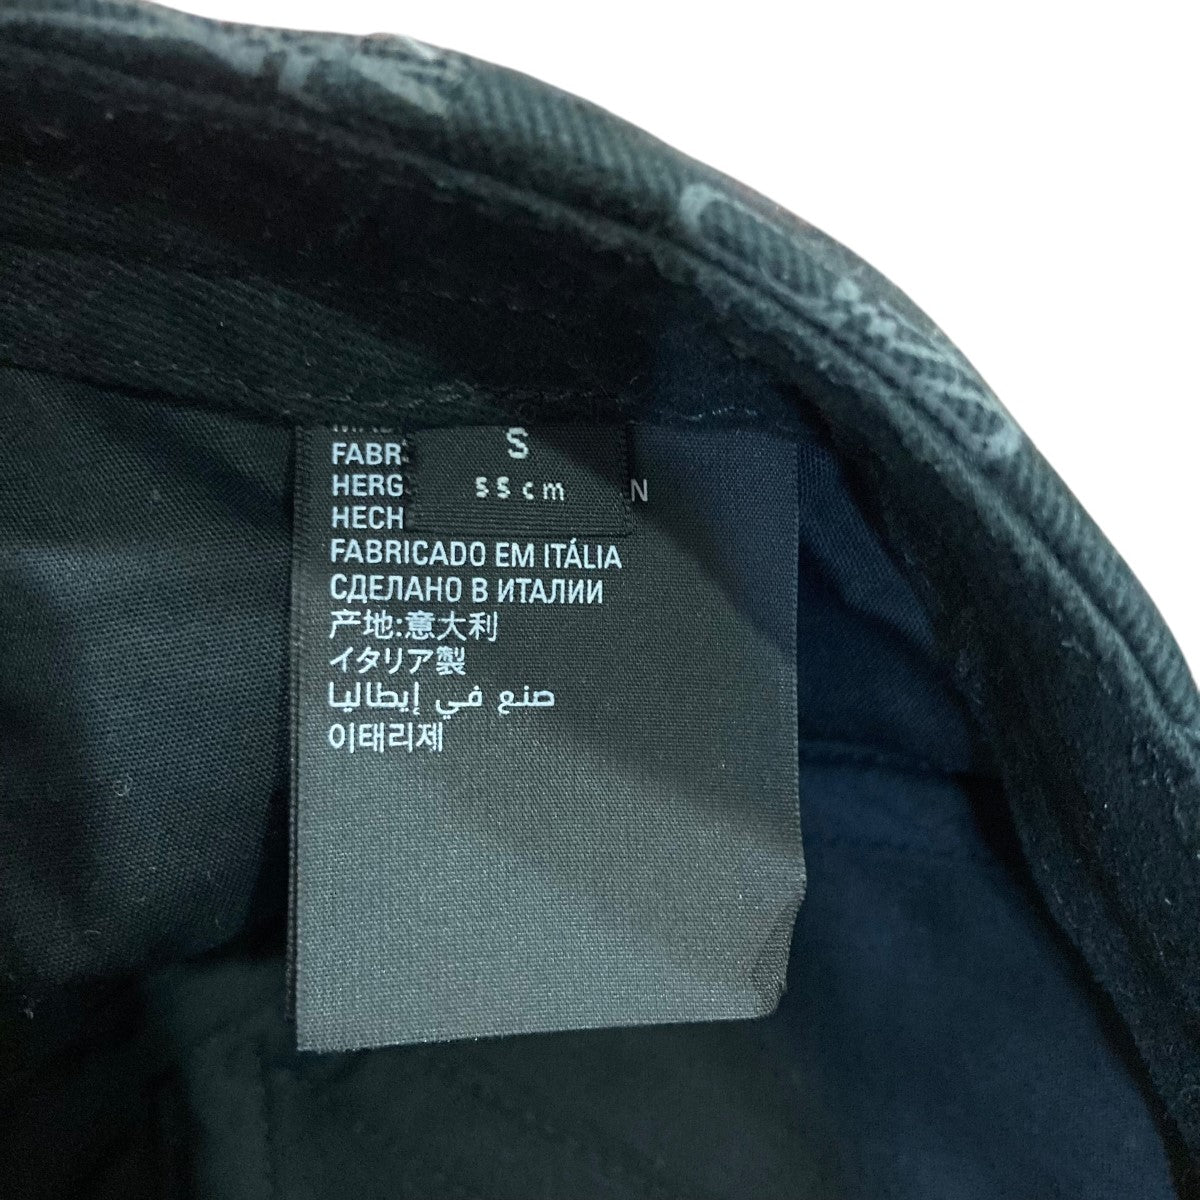 S
55cm
FABR
HERG N
HECH
FABRICADO EM ITÁLIA
СДЕЛАНО В ИТАЛИИ
产地:意大利
イタリア製
صنع في إيطاليا
이태리제